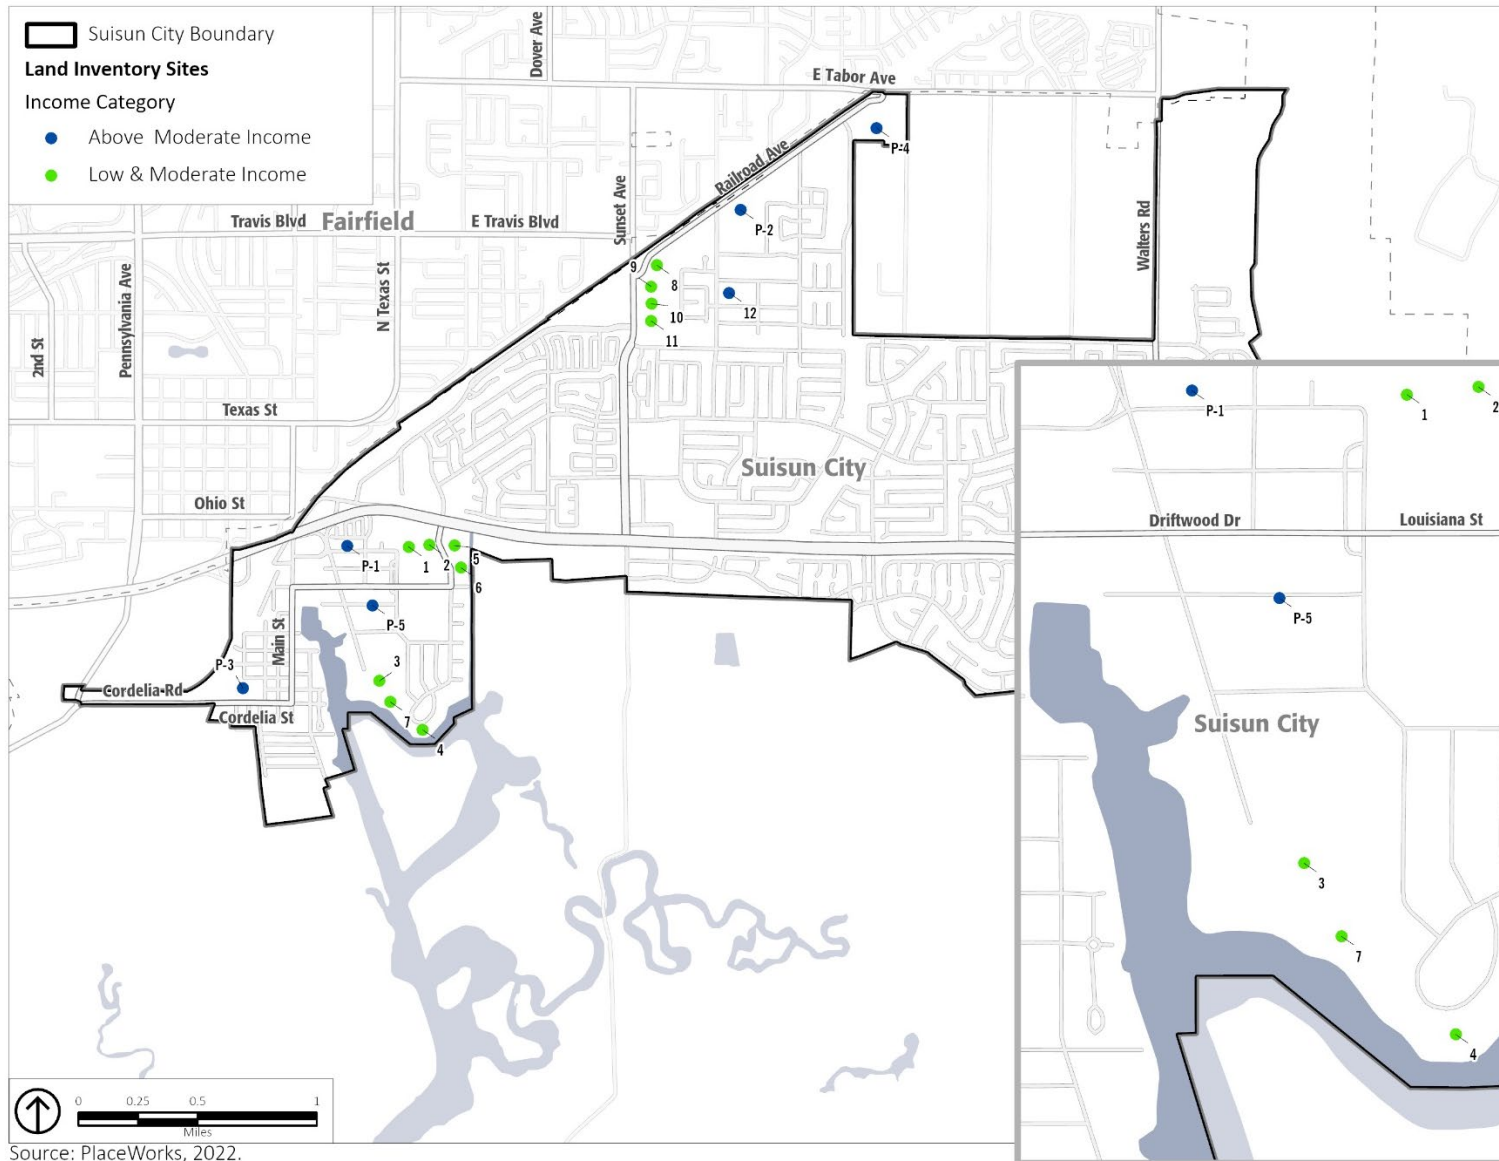 Suisun City Boundary
Land Inventory Sites
Income Category
Above Moderate Income
Low & Moderate Income
Dover Ave
E Tabor Ave
Railroad Ave
P-4
Sunset Ave
Travis Blvd
Fairfield
E Travis Blvd
P-2
Walters Rd
Pennsylvania Ave
N Texas St
2nd St
9
8
10
12
11
Texas St
Suisun City
Ohio St
P-1
1
2
5
6
P-5
Main St
P-3
3
Cordelia Rd
Cordelia St
7
4
P-1
1
2
Driftwood Dr
Louisiana St
P-5
Suisun City
3
7
4
0
0.25
0.5
1
Miles
Source: PlaceWorks, 2022.